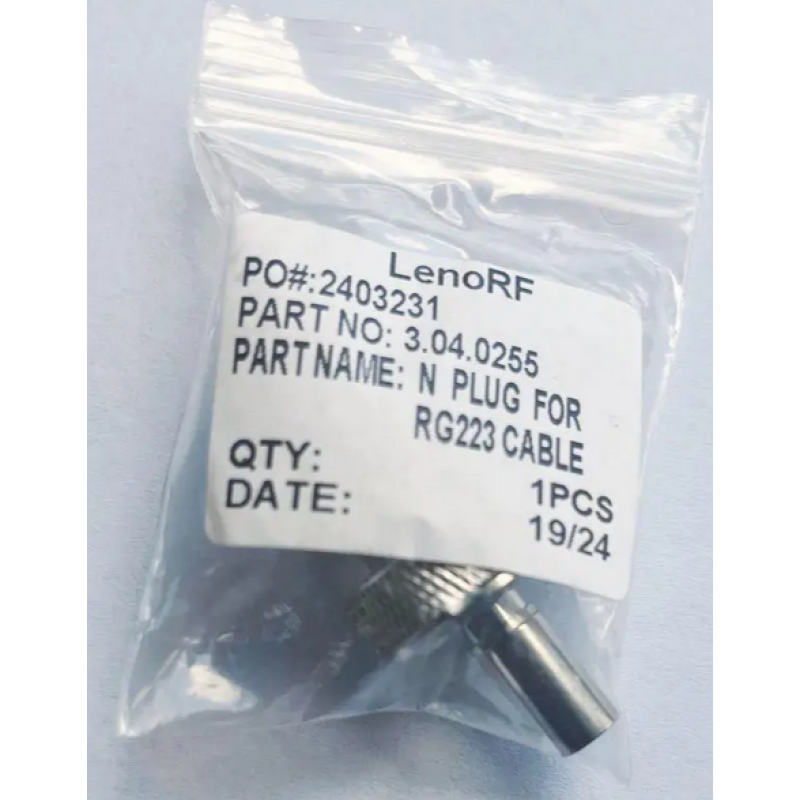 LenoRF
PO#:2403231
PART NO: 3.04.0255
PART NAME: N PLUG FOR
RG223 CABLE
QTY: 1PCS
DATE: 19/24